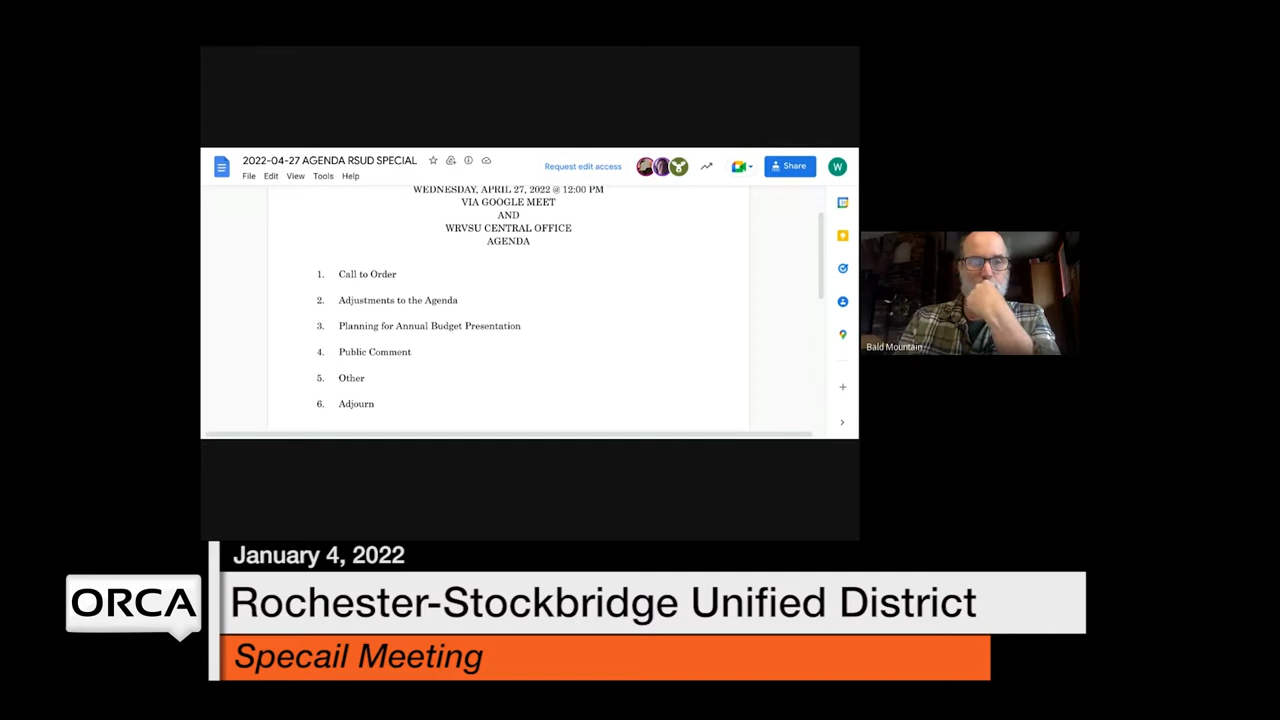 2022-04-27 AGENDA RSUD SPECIAL
File Edit View Tools Help
Request edit access
Share
W
WEDNESDAY, APRIL 27, 2022 @ 12:00 PM
VIA GOOGLE MEET
AND
WRVSU CENTRAL OFFICE
AGENDA
1. Call to Order
2. Adjustments to the Agenda
3. Planning for Annual Budget Presentation
4. Public Comment
5. Other
6. Adjourn
Bald Mountain
January 4, 2022
ORCA
Rochester-Stockbridge Unified District
Specail Meeting